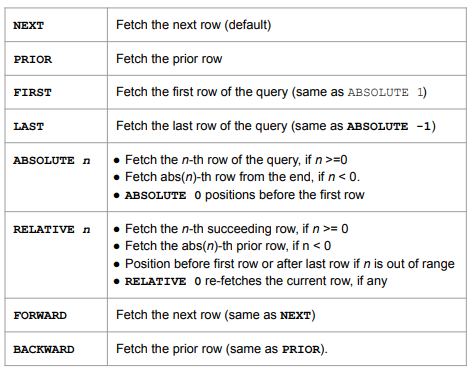 NEXT Fetch the next row (default)
PRIOR Fetch the prior row
FIRST Fetch the first row of the query (same as ABSOLUTE 1)
LAST Fetch the last row of the query (same as ABSOLUTE -1)
ABSOLUTE n ● Fetch the n-th row of the query, if n >=0
● Fetch abs(n)-th row from the end, if n < 0.
● ABSOLUTE 0 positions before the first row
RELATIVE n ● Fetch the n-th succeeding row, if n >= 0
● Fetch the abs(n)-th prior row, if n < 0
● Position before first row or after last row if n is out of range
● RELATIVE 0 re-fetches the current row, if any
FORWARD Fetch the next row (same as NEXT)
BACKWARD Fetch the prior row (same as PRIOR).